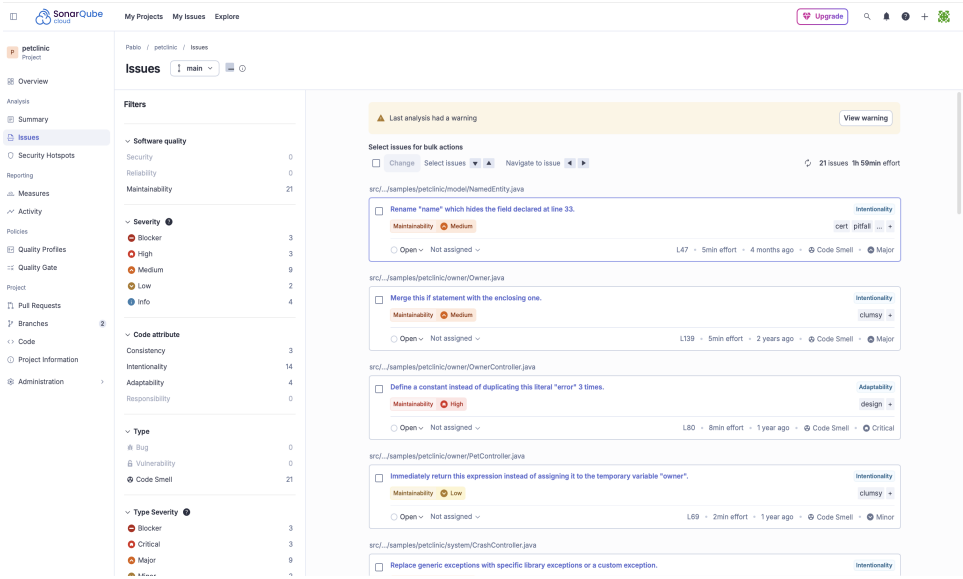 SonarQube cloud
My Projects My Issues Explore
Upgrade
P petclinic
Project
Overview
Analysis
Summary
Issues
Security Hotspots
Reporting
Measures
Activity
Policies
Quality Profiles
Quality Gate
Project
Pull Requests
Branches 2
Code
Project Information
Administration
Pablo / petclinic / Issues
Issues main
Filters
Software quality
Security 0
Reliability 0
Maintainability 21
Severity
Blocker 3
High 3
Medium 9
Low 2
Info 4
Code attribute
Consistency 3
Intentionality 14
Adaptability 4
Responsibility 0
Type
Bug 0
Vulnerability 0
Code Smell 21
Type Severity
Blocker 3
Critical 3
Major 9
Minor 2
Last analysis had a warning View warning
Select issues for bulk actions
Change Select issues Navigate to issue 21 issues 1h 59min effort
src/.../samples/petclinic/model/NamedEntity.java
Rename "name" which hides the field declared at line 33. Intentionality
Maintainability Medium cert pitfall ... +
Open Not assigned L47 • 5min effort • 4 months ago • Code Smell • Major
src/.../samples/petclinic/owner/Owner.java
Merge this if statement with the enclosing one. Intentionality
Maintainability Medium clumsy +
Open Not assigned L139 • 5min effort • 2 years ago • Code Smell • Major
src/.../samples/petclinic/owner/OwnerController.java
Define a constant instead of duplicating this literal "error" 3 times. Adaptability
Maintainability High design +
Open Not assigned L80 • 8min effort • 1 year ago • Code Smell • Critical
src/.../samples/petclinic/owner/PetController.java
Immediately return this expression instead of assigning it to the temporary variable "owner". Intentionality
Maintainability Low clumsy +
Open Not assigned L69 • 2min effort • 1 year ago • Code Smell • Minor
src/.../samples/petclinic/system/CrashController.java
Replace generic exceptions with specific library exceptions or a custom exception. Intentionality